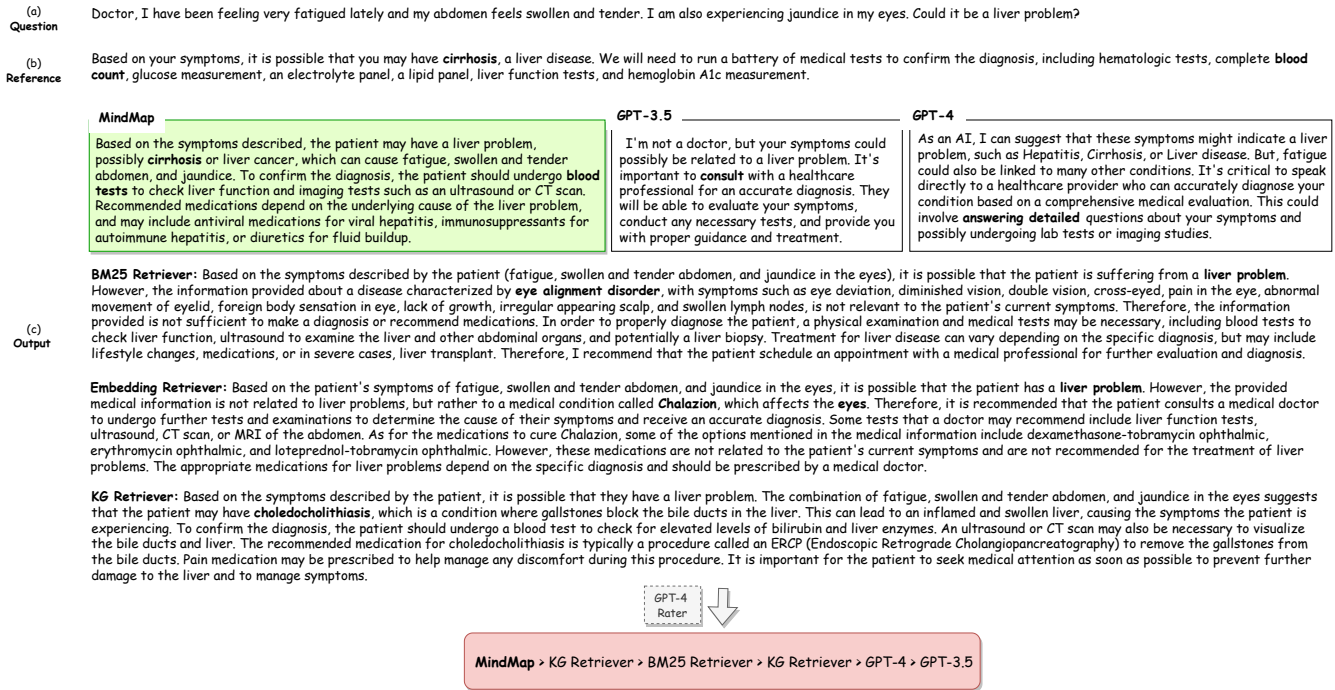 (a)
Question
Doctor, I have been feeling very fatigued lately and my abdomen feels swollen and tender. I am also experiencing jaundice in my eyes. Could it be a liver problem?
(b)
Reference
Based on your symptoms, it is possible that you may have cirrhosis, a liver disease. We will need to run a battery of medical tests to confirm the diagnosis, including hematologic tests, complete blood
count, glucose measurement, an electrolyte panel, a lipid panel, liver function tests, and hemoglobin A1c measurement.
MindMap
Based on the symptoms described, the patient may have a liver problem,
possibly cirrhosis or liver cancer, which can cause fatigue, swollen and tender
abdomen, and jaundice. To confirm the diagnosis, the patient should undergo blood
tests to check liver function and imaging tests such as an ultrasound or CT scan.
Recommended medications depend on the underlying cause of the liver problem,
and may include antiviral medications for viral hepatitis, immunosuppressants for
autoimmune hepatitis, or diuretics for fluid buildup.
GPT-3.5
I'm not a doctor, but your symptoms could
possibly be related to a liver problem. It's
important to consult with a healthcare
professional for an accurate diagnosis. They
will be able to evaluate your symptoms,
conduct any necessary tests, and provide you
with proper guidance and treatment.
GPT-4
As an AI, I can suggest that these symptoms might indicate a liver
problem, such as Hepatitis, Cirrhosis, or Liver disease. But, fatigue
could also be linked to many other conditions. It's critical to speak
directly to a healthcare provider who can accurately diagnose your
condition based on a comprehensive medical evaluation. This could
involve answering detailed questions about your symptoms and
possibly undergoing lab tests or imaging studies.
(c)
Output
BM25 Retriever: Based on the symptoms described by the patient (fatigue, swollen and tender abdomen, and jaundice in the eyes), it is possible that the patient is suffering from a liver problem.
However, the information provided about a disease characterized by eye alignment disorder, with symptoms such as eye deviation, diminished vision, double vision, cross-eyed, pain in the eye, abnormal
movement of eyelid, foreign body sensation in eye, lack of growth, irregular appearing scalp, and swollen lymph nodes, is not relevant to the patient's current symptoms. Therefore, the information
provided is not sufficient to make a diagnosis or recommend medications. In order to properly diagnose the patient, a physical examination and medical tests may be necessary, including blood tests to
check liver function, ultrasound to examine the liver and other abdominal organs, and potentially a liver biopsy. Treatment for liver disease can vary depending on the specific diagnosis, but may include
lifestyle changes, medications, or in severe cases, liver transplant. Therefore, I recommend that the patient schedule an appointment with a medical professional for further evaluation and diagnosis.
Embedding Retriever: Based on the patient's symptoms of fatigue, swollen and tender abdomen, and jaundice in the eyes, it is possible that the patient has a liver problem. However, the provided
medical information is not related to liver problems, but rather to a medical condition called Chalazion, which affects the eyes. Therefore, it is recommended that the patient consults a medical doctor
to undergo further tests and examinations to determine the cause of their symptoms and receive an accurate diagnosis. Some tests that a doctor may recommend include liver function tests,
ultrasound, CT scan, or MRI of the abdomen. As for the medications to cure Chalazion, some of the options mentioned in the medical information include dexamethasone-tobramycin ophthalmic,
erythromycin ophthalmic, and loteprednol-tobramycin ophthalmic. However, these medications are not related to the patient's current symptoms and are not recommended for the treatment of liver
problems. The appropriate medications for liver problems depend on the specific diagnosis and should be prescribed by a medical doctor.
KG Retriever: Based on the symptoms described by the patient, it is possible that they have a liver problem. The combination of fatigue, swollen and tender abdomen, and jaundice in the eyes suggests
that the patient may have choledocholithiasis, which is a condition where gallstones block the bile ducts in the liver. This can lead to an inflamed and swollen liver, causing the symptoms the patient is
experiencing. To confirm the diagnosis, the patient should undergo a blood test to check for elevated levels of bilirubin and liver enzymes. An ultrasound or CT scan may also be necessary to visualize
the bile ducts and liver. The recommended medication for choledocholithiasis is typically a procedure called an ERCP (Endoscopic Retrograde Cholangiopancreatography) to remove the gallstones from
the bile ducts. Pain medication may be prescribed to help manage any discomfort during this procedure. It is important for the patient to seek medical attention as soon as possible to prevent further
damage to the liver and to manage symptoms.
GPT-4
Rater
MindMap > KG Retriever > BM25 Retriever > KG Retriever > GPT-4 > GPT-3.5